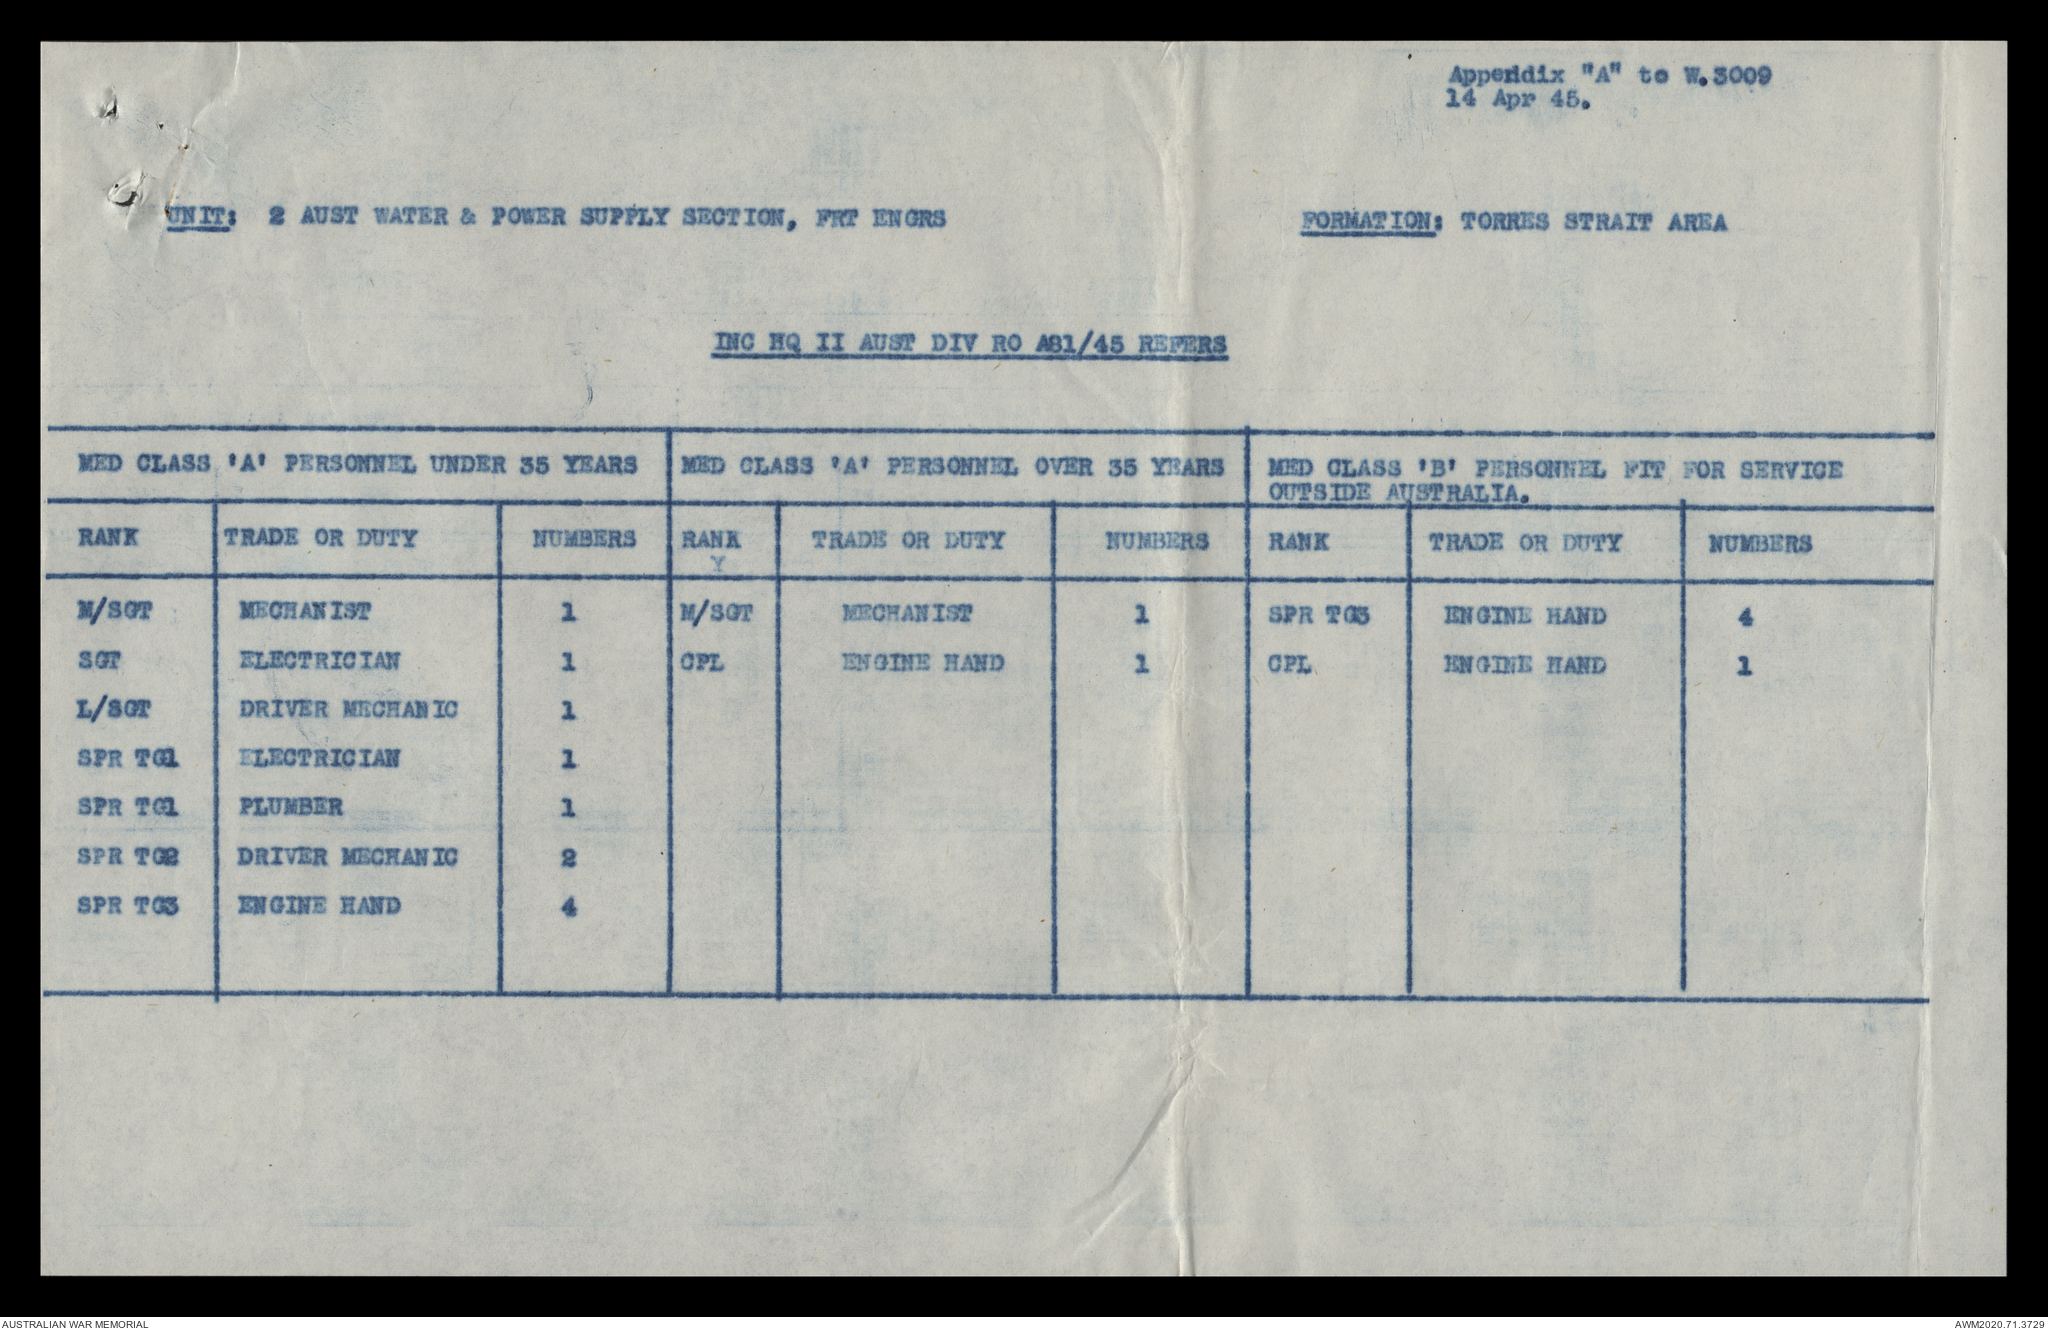 Appendix "A" to W.3009
14 Apr 45.
UNIT: 2 AUST WATER & POWER SUPPLY SECTION, FRT ENGRS FORMATION: TORRES STRAIT AREA
INC HQ II AUST DIV RO A81/45 REFERS
MED CLASS 'A' PERSONNEL UNDER 35 YEARS MED CLASS 'A' PERSONNEL OVER 35 YEARS MED CLASS 'B' PERSONNEL FIT FOR SERVICE
OUTSIDE AUSTRALIA.
RANK TRADE OR DUTY NUMBERS RANK TRADE OR DUTY NUMBERS RANK TRADE OR DUTY NUMBERS
Y
M/SGT MECHANIST 1 M/SGT MECHANIST 1 SPR TG3 ENGINE HAND 4
SGT ELECTRICIAN 1 CPL ENGINE HAND 1 CPL ENGINE HAND 1
L/SGT DRIVER MECHANIC 1
SPR TG1 ELECTRICIAN 1
SPR TG1 PLUMBER 1
SPR TG2 DRIVER MECHANIC 2
SPR TG3 ENGINE HAND 4
AUSTRALIAN WAR MEMORIAL AWM2020.71.3729